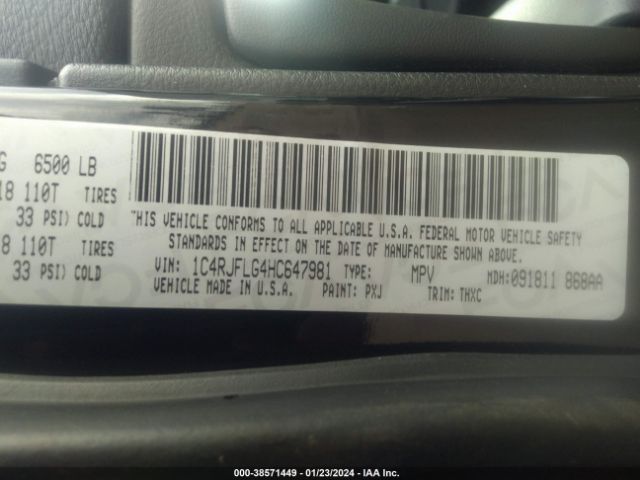 G 6500 LB
18 110T TIRES
33 PSI) COLD
8 110T TIRES
33 PSI) COLD
THIS VEHICLE CONFORMS TO ALL APPLICABLE U.S.A. FEDERAL MOTOR VEHICLE SAFETY
STANDARDS IN EFFECT ON THE DATE OF MANUFACTURE SHOWN ABOVE.
VIN: 1C4RJFLG4HC647981 TYPE: MPV MDH:091811 868AA
VEHICLE MADE IN U.S.A. PAINT: PXJ TRIM: THXC
000-38571449 - 01/23/2024 - IAA Inc.